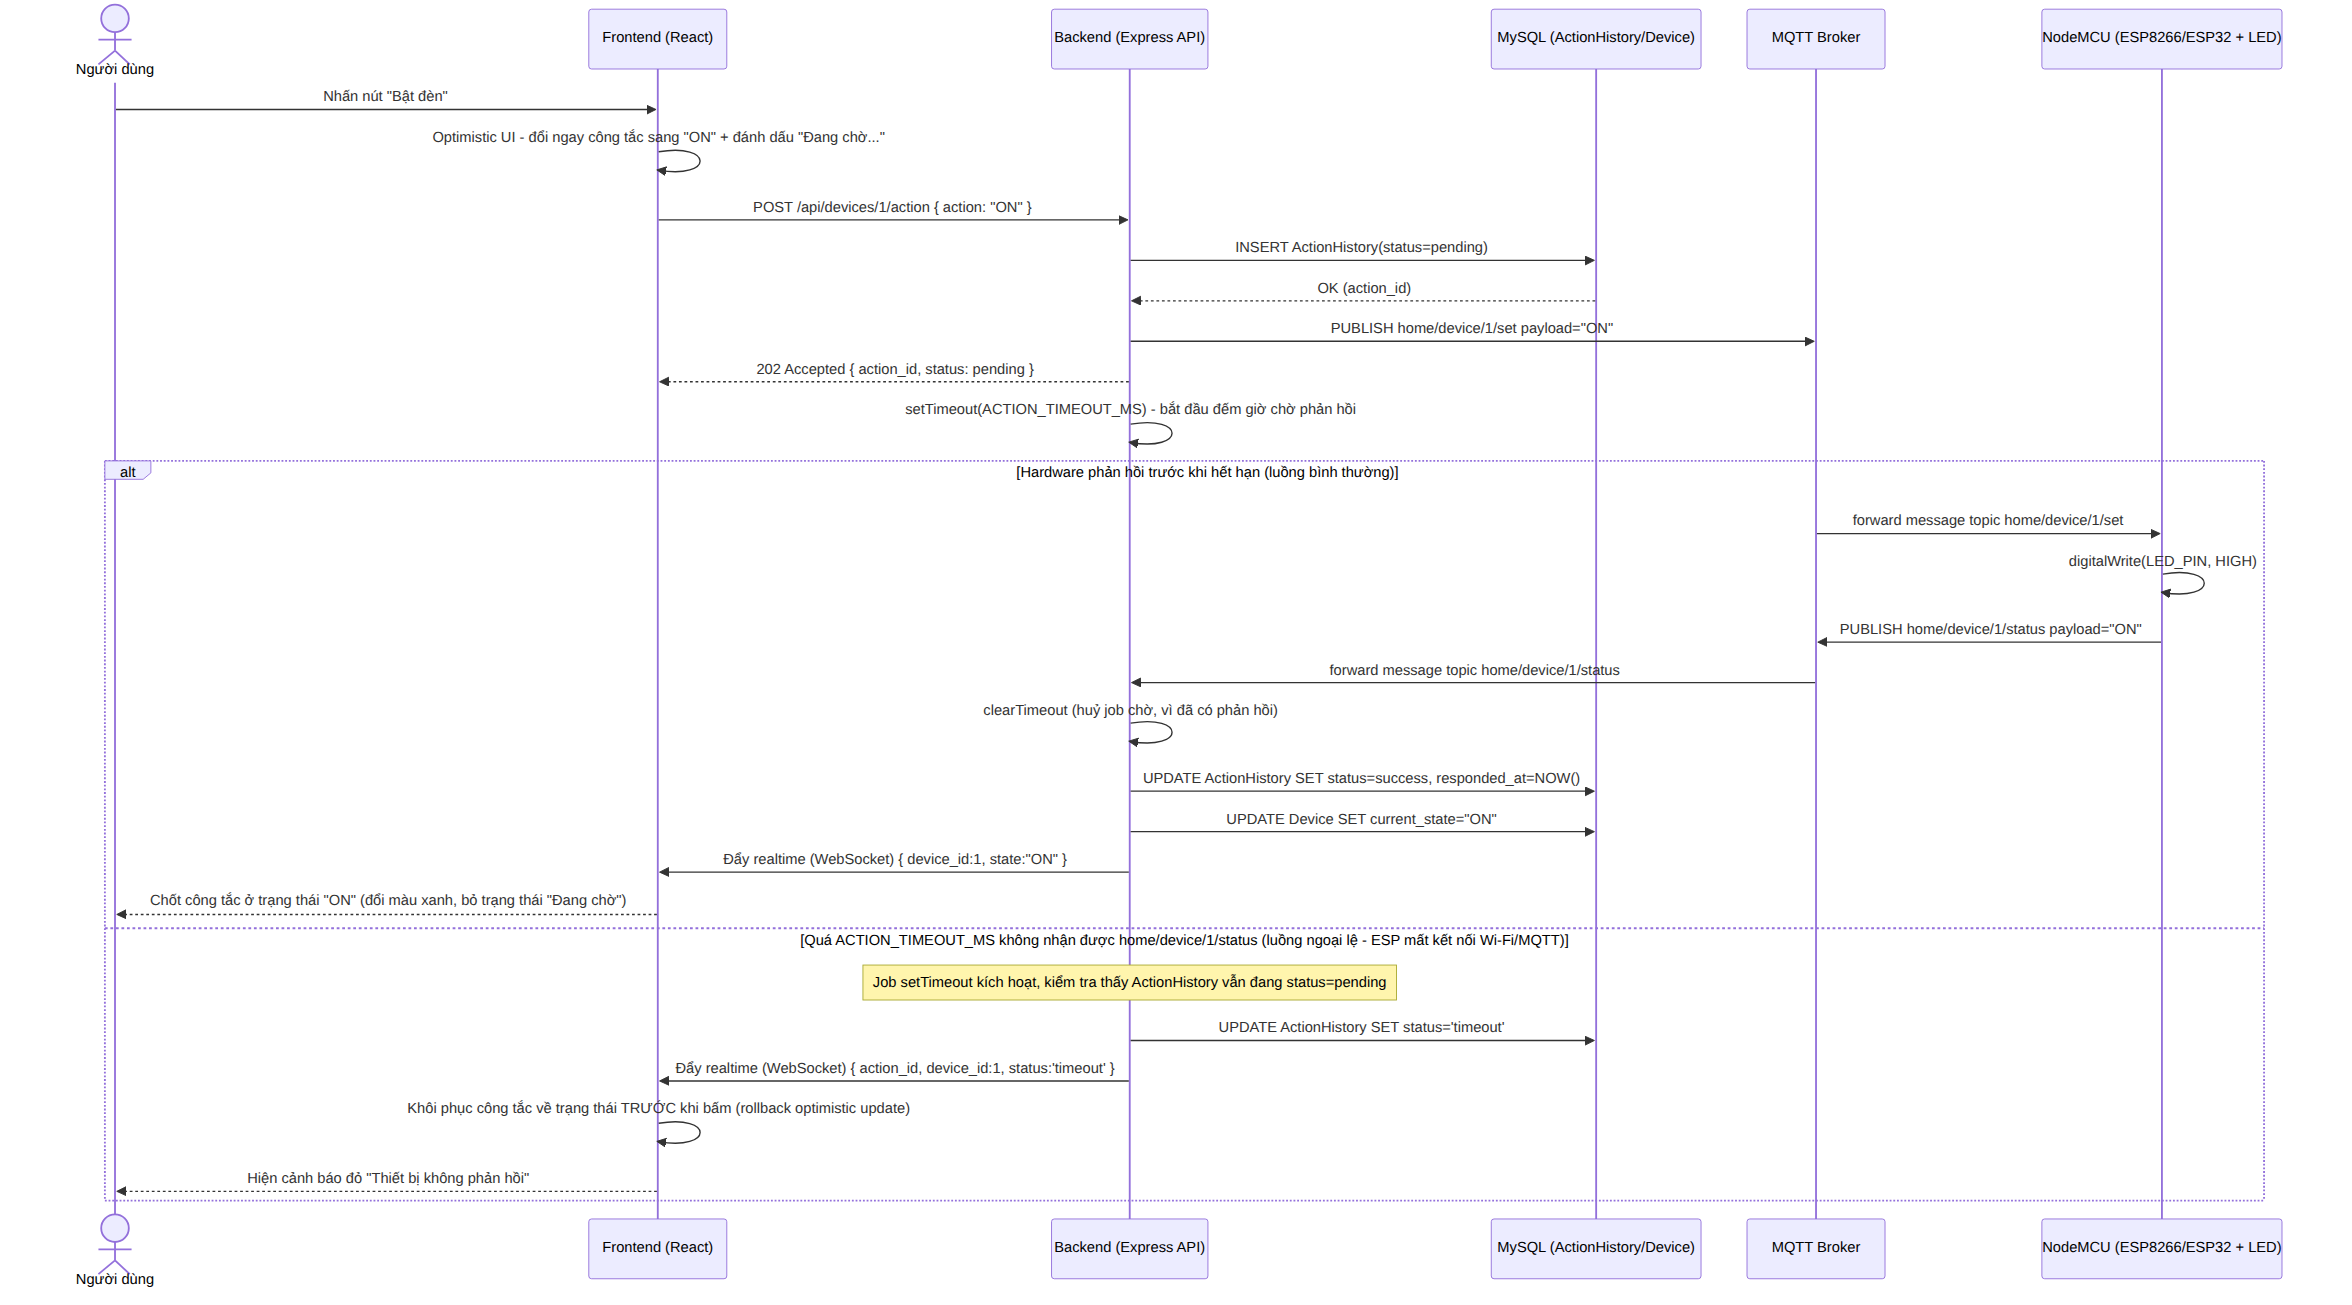 Người dùng
Frontend (React)
Backend (Express API)
MySQL (ActionHistory/Device)
MQTT Broker
NodeMCU (ESP8266/ESP32 + LED)
Nhấn nút "Bật đèn"
Optimistic UI - đổi ngay công tắc sang "ON" + đánh dấu "Đang chờ..."
POST /api/devices/1/action { action: "ON" }
INSERT ActionHistory(status=pending)
OK (action_id)
PUBLISH home/device/1/set payload="ON"
202 Accepted { action_id, status: pending }
setTimeout(ACTION_TIMEOUT_MS) - bắt đầu đếm giờ chờ phản hồi
alt
[Hardware phản hồi trước khi hết hạn (luồng bình thường)]
forward message topic home/device/1/set
digitalWrite(LED_PIN, HIGH)
PUBLISH home/device/1/status payload="ON"
forward message topic home/device/1/status
clearTimeout (huỷ job chờ, vì đã có phản hồi)
UPDATE ActionHistory SET status=success, responded_at=NOW()
UPDATE Device SET current_state="ON"
Đẩy realtime (WebSocket) { device_id:1, state:"ON" }
Chốt công tắc ở trạng thái "ON" (đổi màu xanh, bỏ trạng thái "Đang chờ")
[Quá ACTION_TIMEOUT_MS không nhận được home/device/1/status (luồng ngoại lệ - ESP mất kết nối Wi-Fi/MQTT)]
Job setTimeout kích hoạt, kiểm tra thấy ActionHistory vẫn đang status=pending
UPDATE ActionHistory SET status='timeout'
Đẩy realtime (WebSocket) { action_id, device_id:1, status:'timeout' }
Khôi phục công tắc về trạng thái TRƯỚC khi bấm (rollback optimistic update)
Hiện cảnh báo đỏ "Thiết bị không phản hồi"
Người dùng
Frontend (React)
Backend (Express API)
MySQL (ActionHistory/Device)
MQTT Broker
NodeMCU (ESP8266/ESP32 + LED)